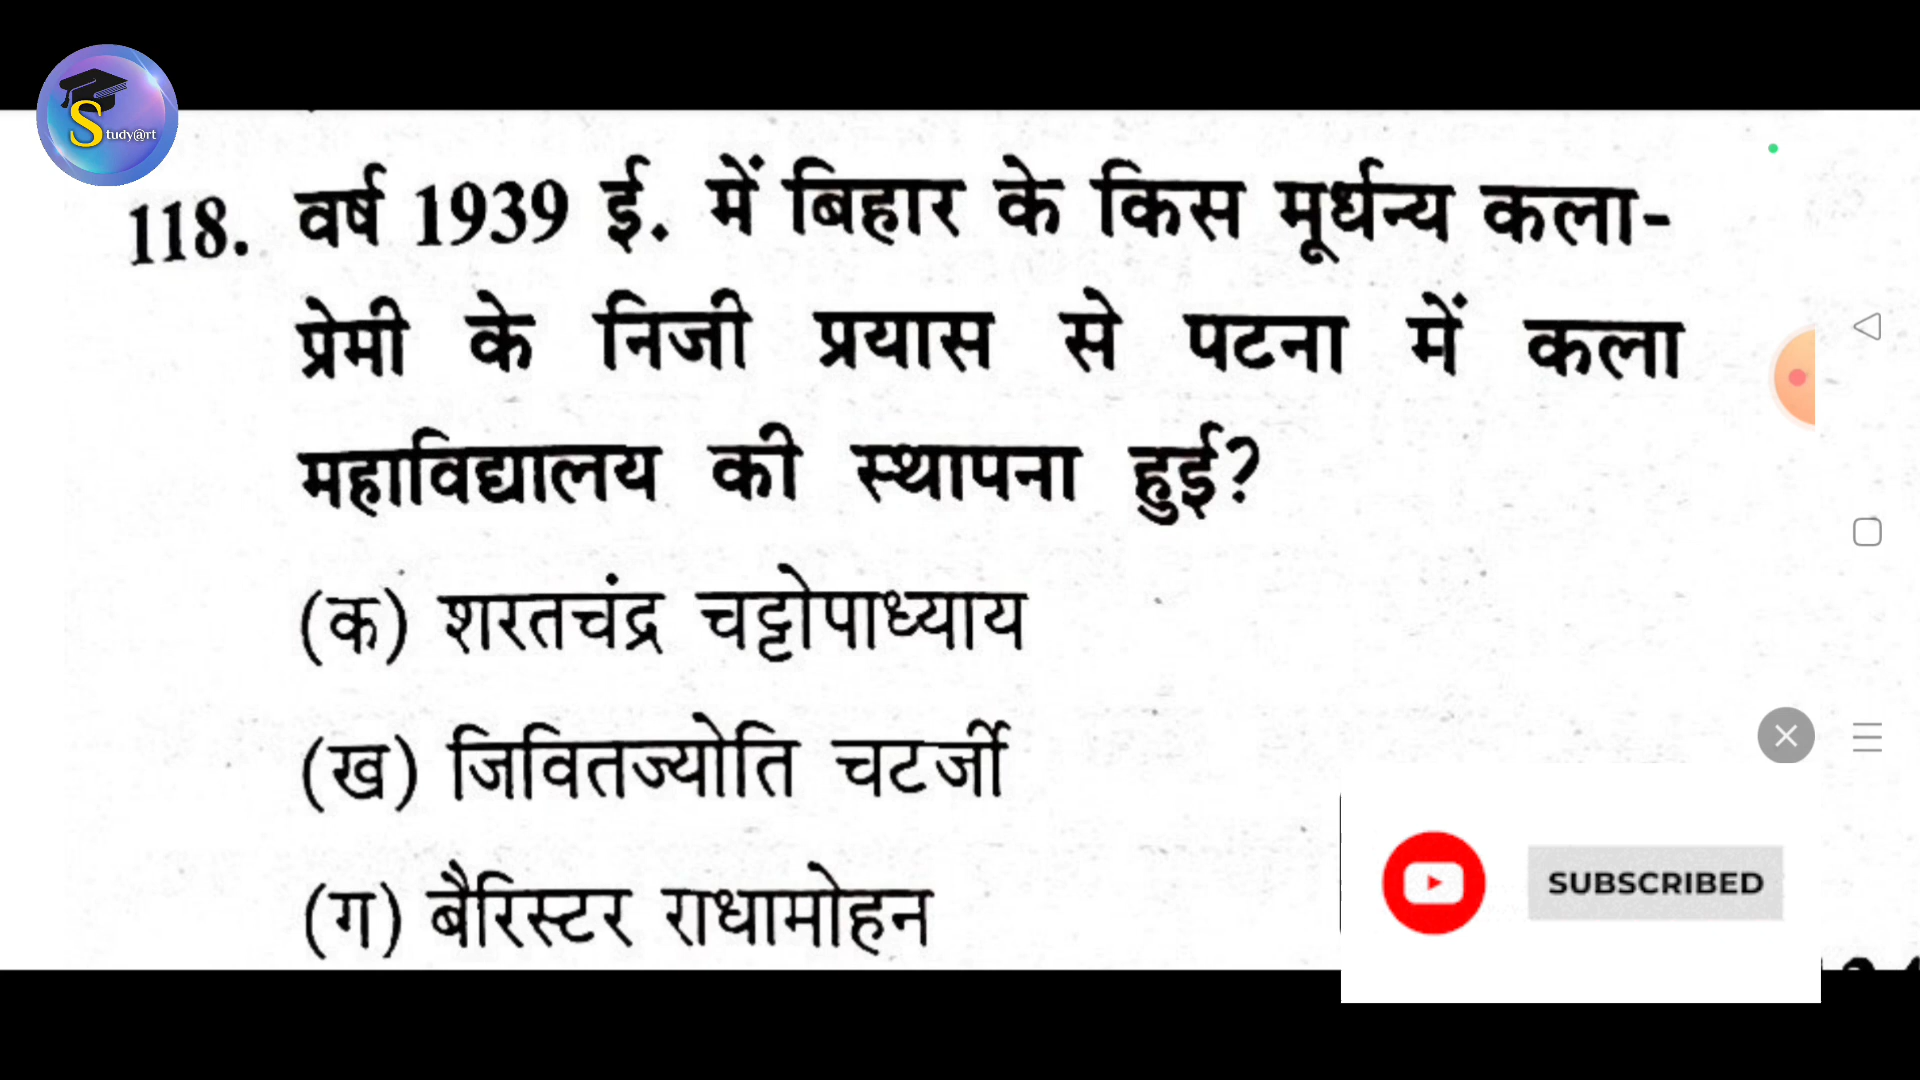 Study@rt
118. वर्ष 1939 ई. में बिहार के किस मूर्धन्य कला-
प्रेमी के निजी प्रयास से पटना में कला
महाविद्यालय की स्थापना हुई?
(क) शरतचंद्र चट्टोपाध्याय
(ख) जिवितज्योति चटर्जी
(ग) बैरिस्टर राधामोहन
SUBSCRIBED